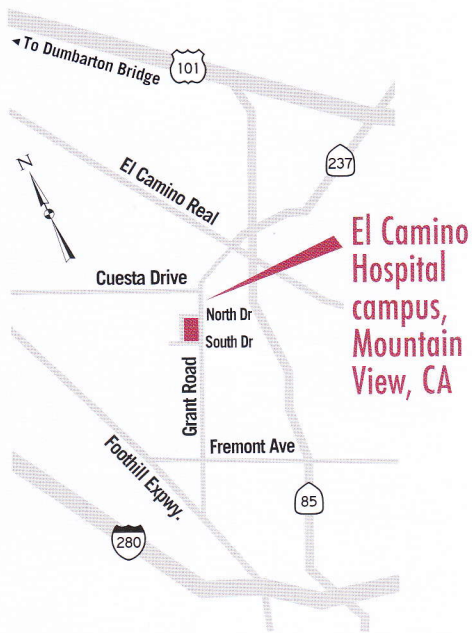 ◄ To Dumbarton Bridge
101
237
El Camino Real
N
El Camino
Hospital
campus,
Mountain
View, CA
Cuesta Drive
North Dr
South Dr
Grant Road
Fremont Ave
Foothill Expwy.
85
280